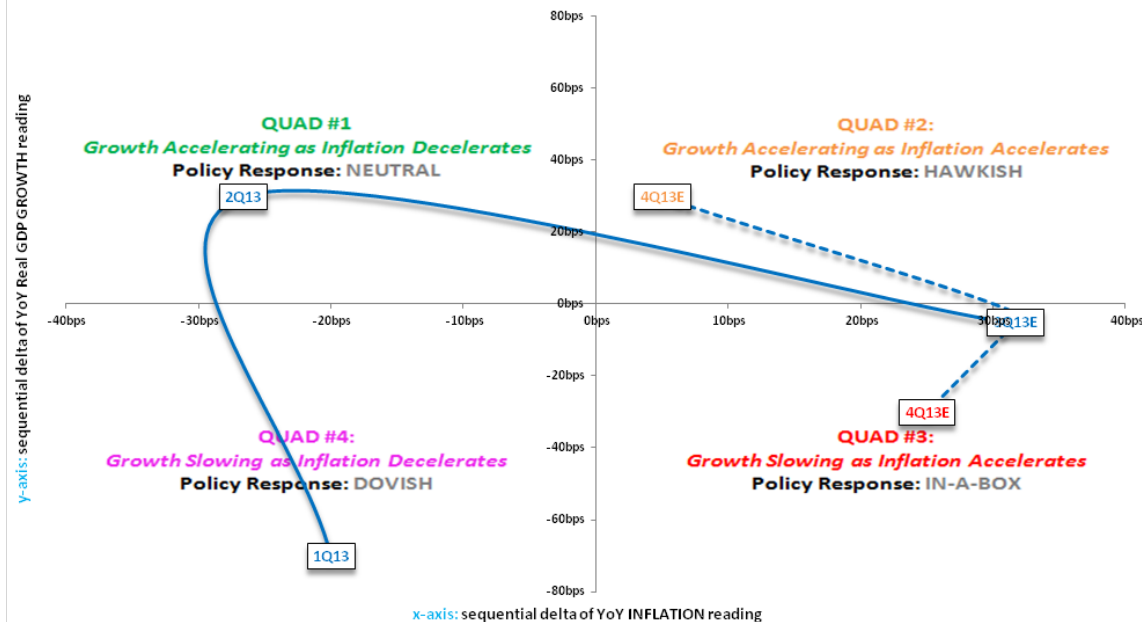 80bps
60bps
QUAD #1
Growth Accelerating as Inflation Decelerates
Policy Response: NEUTRAL
QUAD #2:
Growth Accelerating as Inflation Accelerates
Policy Response: HAWKISH
40bps
2Q13
4Q13E
20bps
y-axis: sequential delta of YoY Real GDP GROWTH reading
0bps
-40bps
-30bps
-20bps
-10bps
0bps
10bps
20bps
30bps
40bps
3Q13E
-20bps
4Q13E
-40bps
QUAD #4:
Growth Slowing as Inflation Decelerates
Policy Response: DOVISH
QUAD #3:
Growth Slowing as Inflation Accelerates
Policy Response: IN-A-BOX
-60bps
1Q13
-80bps
x-axis: sequential delta of YoY INFLATION reading